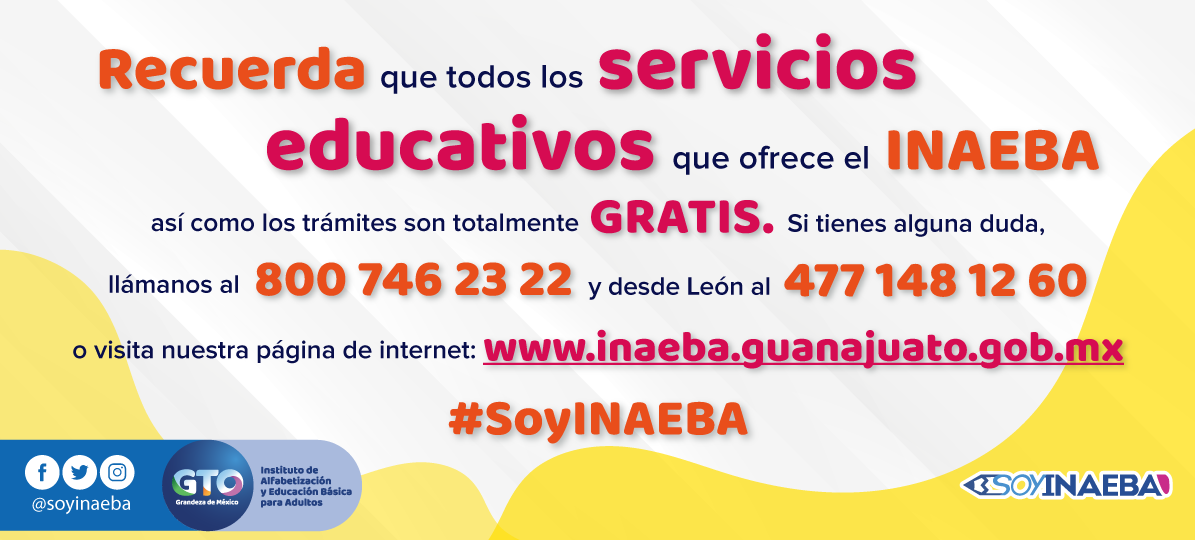 Recuerda que todos los servicios
educativos que ofrece el INAEBA
así como los trámites son totalmente GRATIS. Si tienes alguna duda,
llámanos al 800 746 23 22 y desde León al 477 148 12 60
o visita nuestra página de internet: www.inaeba.guanajuato.gob.mx
#SoyINAEBA
@soyinaeba
GTO
Grandeza de México
Instituto de
Alfabetización
y Educación Básica
para Adultos
SOYINAEBA